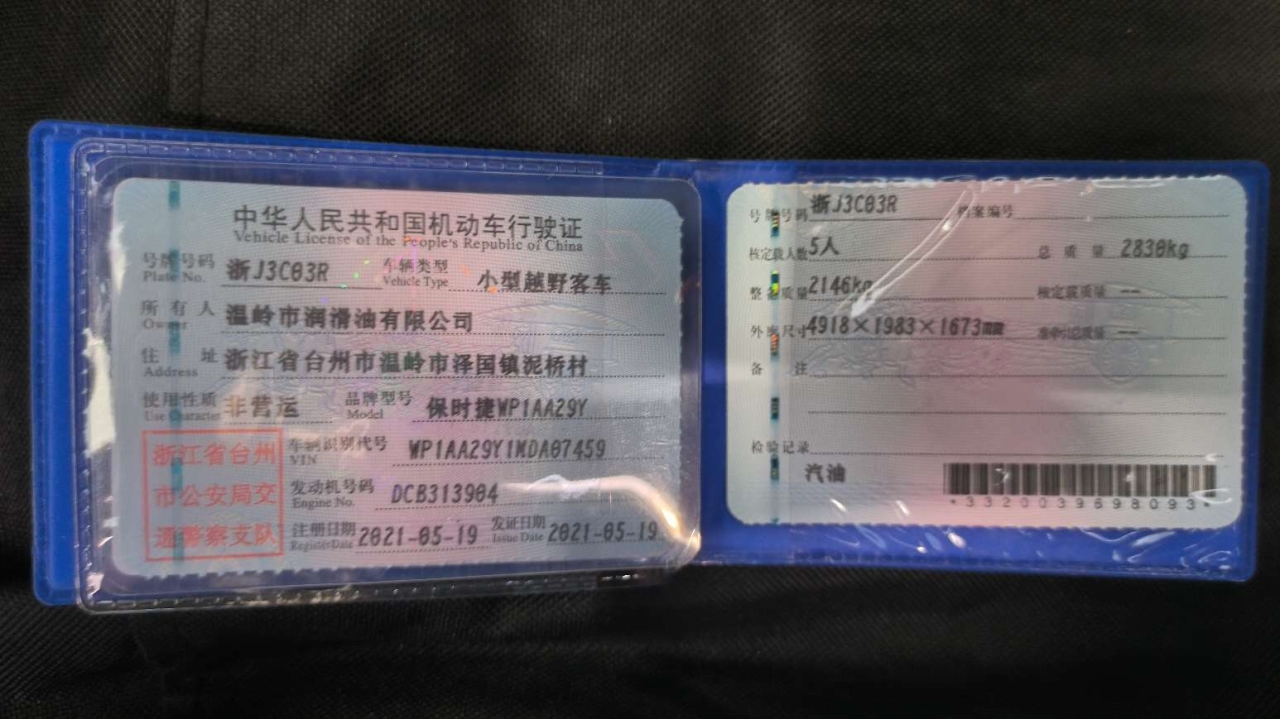 中华人民共和国机动车行驶证
Vehicle License of the People's Republic of China
号牌号码 浙J3C03R 车辆类型 小型越野客车
Plate No. Vehicle Type
所有人 温岭市润滑油有限公司
Owner
住址 浙江省台州市温岭市泽国镇泥桥村
Address
使用性质 非营运 品牌型号 保时捷WP1AA29Y
Use Character Model
浙江省台州
市公安局交
通警察支队
车辆识别代号 WP1AA29Y1MDA07459
VIN
发动机号码 DCB313904
Engine No.
注册日期 2021-05-19 发证日期 2021-05-19
Register Date Issue Date
号牌号码 浙J3C03R 档案编号
核定载人数 5人 总质量 2830kg
整备质量 2146kg 核定载质量 --
外廓尺寸 4918×1983×1673mm 准牵引总质量 --
备注
检验记录
汽油
*3320039698093*